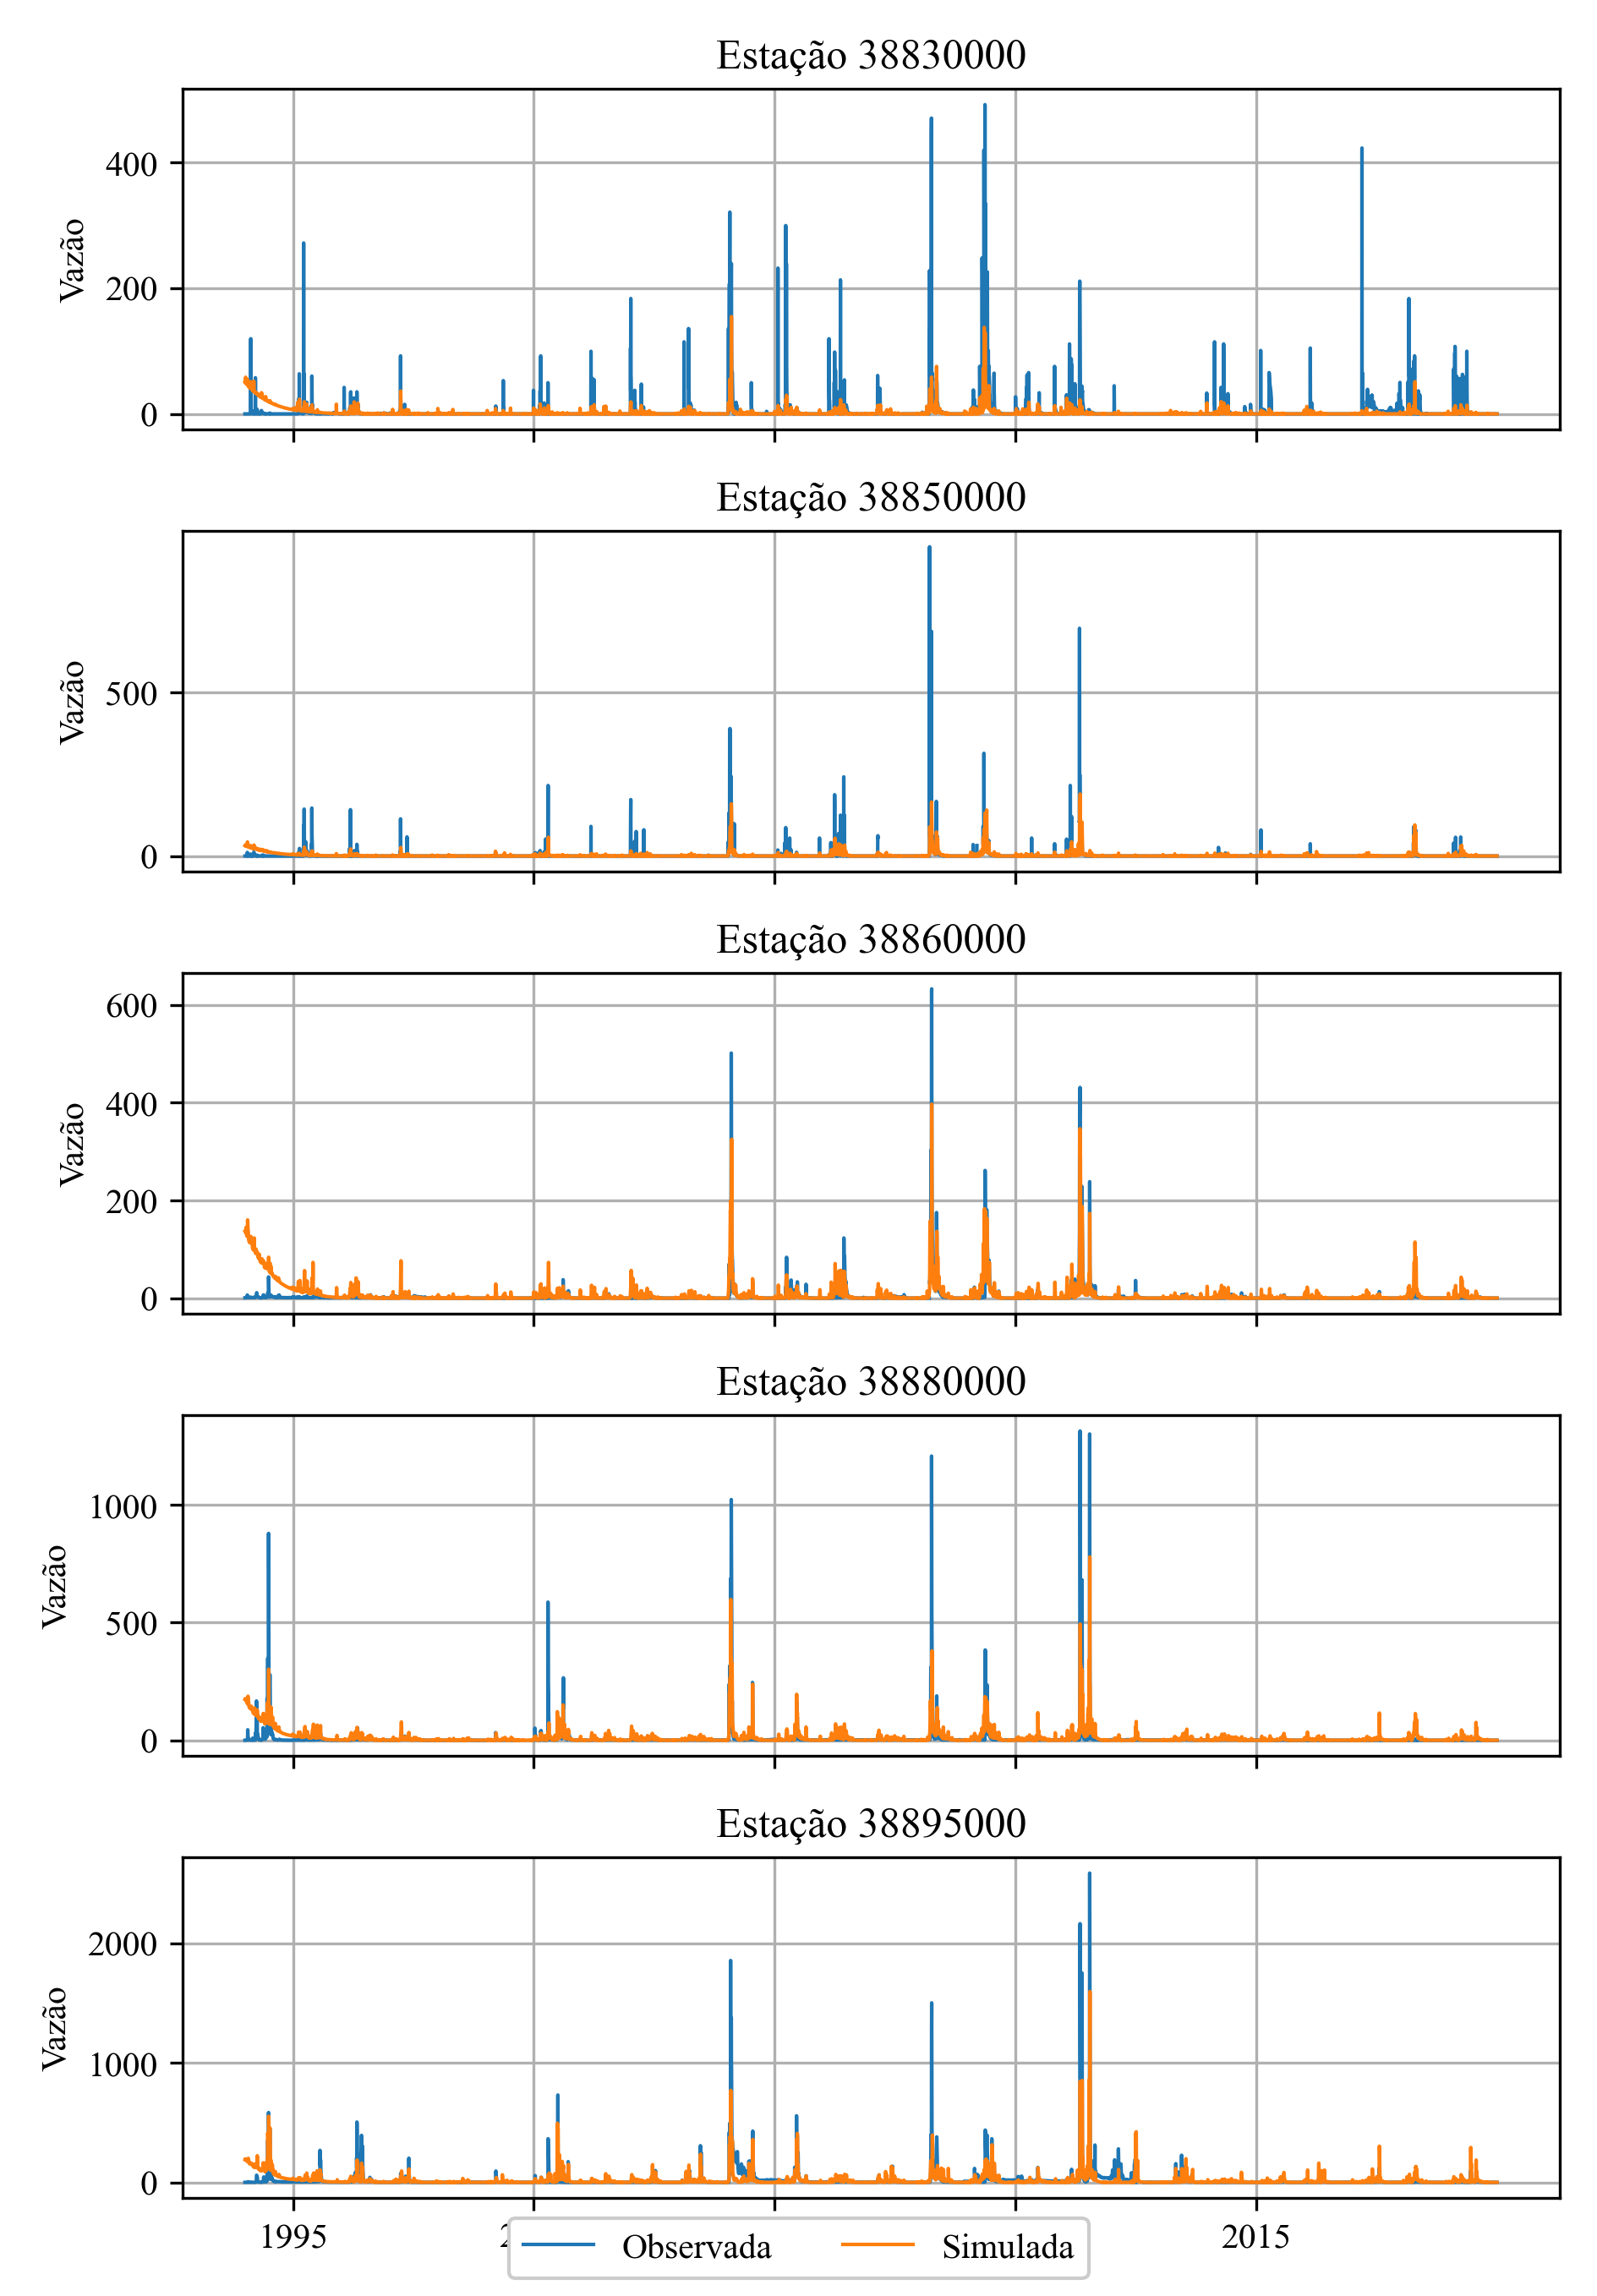 Estação 38830000
Vazão
400
200
0
Estação 38850000
Vazão
500
0
Estação 38860000
Vazão
600
400
200
0
Estação 38880000
Vazão
1000
500
0
Estação 38895000
Vazão
2000
1000
0
1995 2 2015
Observada Simulada